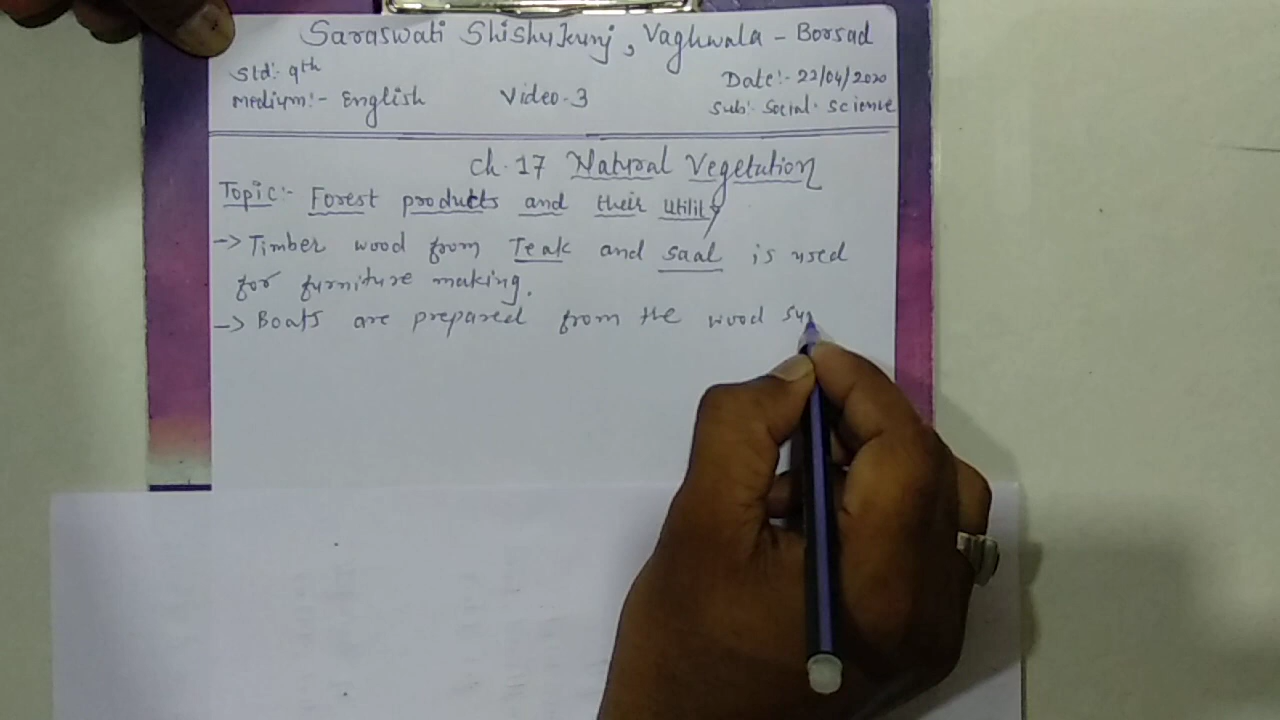 Saraswati Shishukunj, Vaghwala - Borsad
Std:- 9th
Date:- 22/04/2020
Medium:- English
Video-3
Sub:- Social Science
Ch. 17 Natural Vegetation
Topic:- Forest products and their utility
-> Timber wood from Teak and Saal is used
for furniture making.
-> Boats are prepared from the wood